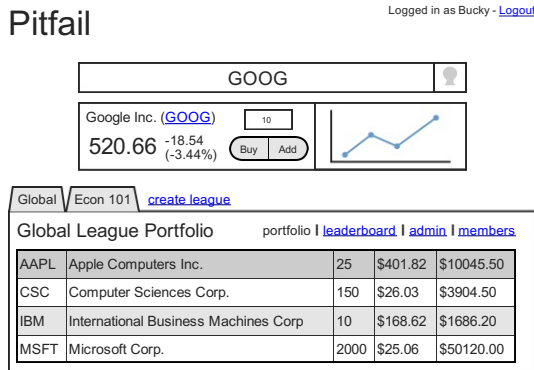 Logged in as Bucky - Logout
Pitfail
GOOG
Google Inc. (GOOG) 10
520.66 -18.54 (-3.44%) Buy Add
Global Econ 101 create league
Global League Portfolio portfolio | leaderboard | admin | members
AAPL Apple Computers Inc. 25 $401.82 $10045.50
CSC Computer Sciences Corp. 150 $26.03 $3904.50
IBM International Business Machines Corp 10 $168.62 $1686.20
MSFT Microsoft Corp. 2000 $25.06 $50120.00